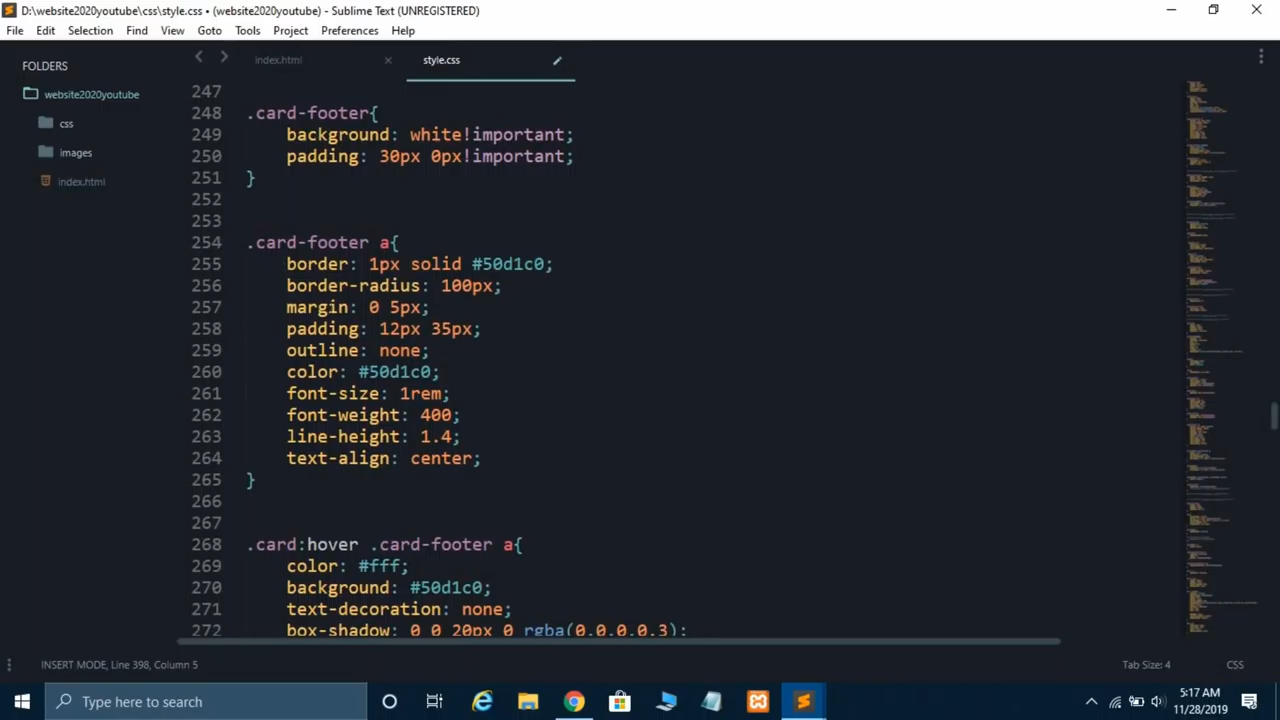 D:\website2020youtube\css\style.css • (website2020youtube) - Sublime Text (UNREGISTERED)
File Edit Selection Find View Goto Tools Project Preferences Help
FOLDERS
website2020youtube
css
images
index.html
index.html
style.css
247
248 .card-footer{
249 background: white!important;
250 padding: 30px 0px!important;
251 }
252
253
254 .card-footer a{
255 border: 1px solid #50d1c0;
256 border-radius: 100px;
257 margin: 0 5px;
258 padding: 12px 35px;
259 outline: none;
260 color: #50d1c0;
261 font-size: 1rem;
262 font-weight: 400;
263 line-height: 1.4;
264 text-align: center;
265 }
266
267
268 .card:hover .card-footer a{
269 color: #fff;
270 background: #50d1c0;
271 text-decoration: none;
272 box-shadow: 0 0 20px 0 rgba(0,0,0,0.3);
INSERT MODE, Line 398, Column 5
Tab Size: 4
CSS
Type here to search
5:17 AM
11/28/2019